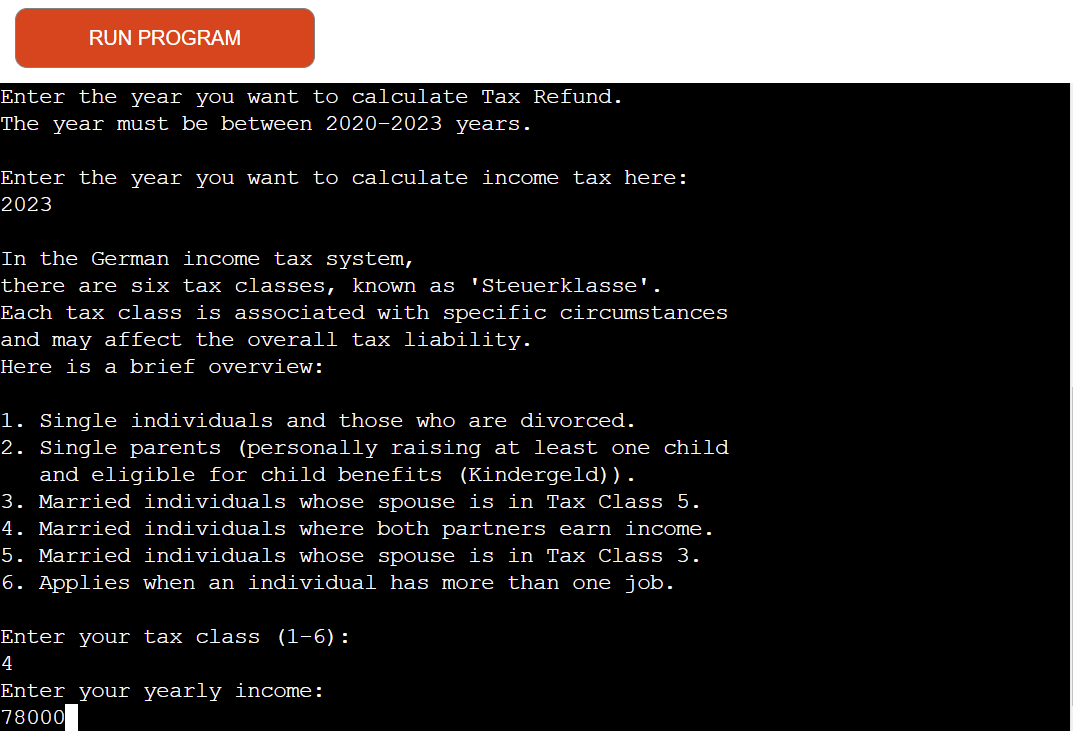 RUN PROGRAM
Enter the year you want to calculate Tax Refund.
The year must be between 2020-2023 years.
Enter the year you want to calculate income tax here:
2023
In the German income tax system,
there are six tax classes, known as 'Steuerklasse'.
Each tax class is associated with specific circumstances
and may affect the overall tax liability.
Here is a brief overview:
1. Single individuals and those who are divorced.
2. Single parents (personally raising at least one child
and eligible for child benefits (Kindergeld)).
3. Married individuals whose spouse is in Tax Class 5.
4. Married individuals where both partners earn income.
5. Married individuals whose spouse is in Tax Class 3.
6. Applies when an individual has more than one job.
Enter your tax class (1-6):
4
Enter your yearly income:
78000